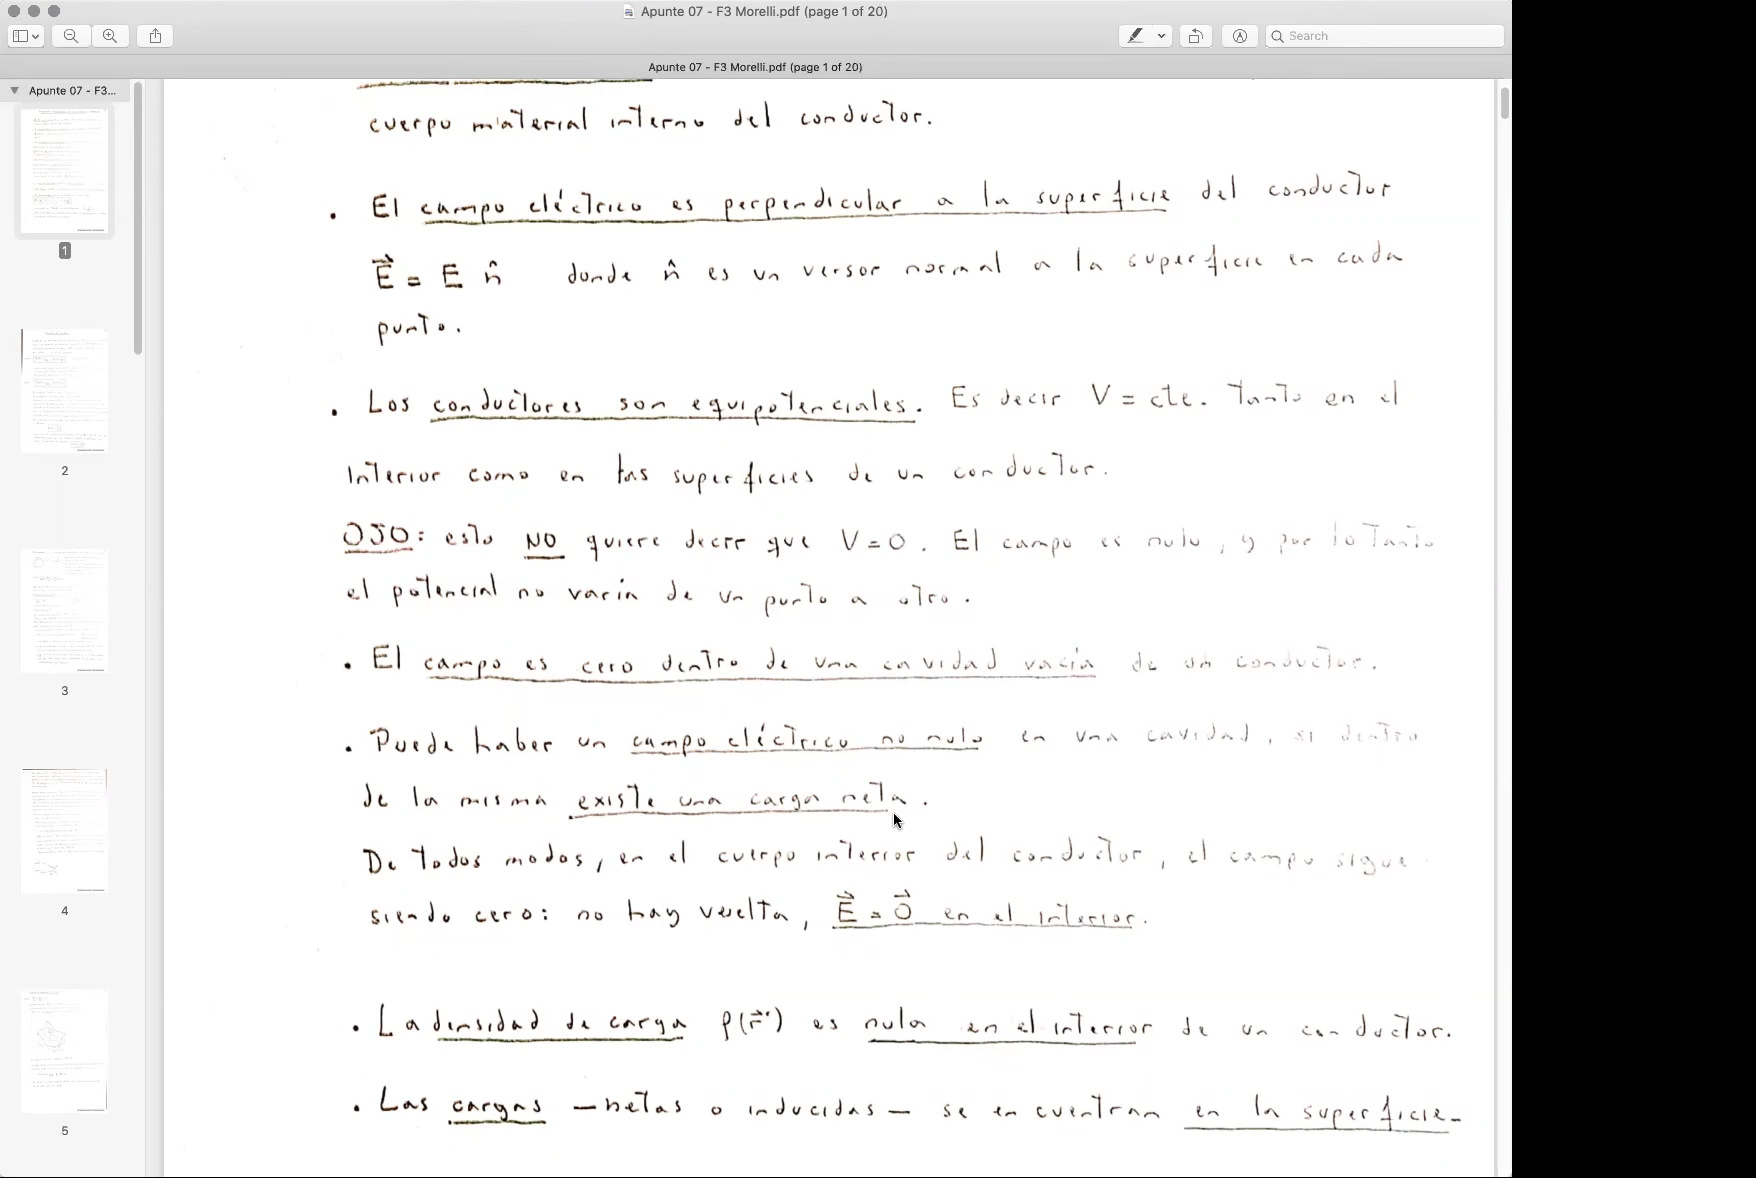 Apunte 07 - F3 Morelli.pdf (page 1 of 20)
Search
Apunte 07 - F3 Morelli.pdf (page 1 of 20)
Apunte 07 - F3...
1
2
3
4
5
cuerpo material interno del conductor.
. El campo eléctrico es perpendicular a la superficie del conductor
E⃗ = E n̂ donde n̂ es un versor normal a la superficie en cada
punto.
. Los conductores son equipotenciales. Es decir V = cte. Tanto en el
Interior como en las superficies de un conductor.
OJO: esto NO quiere decir que V=0. El campo es nulo, y por lo tanto
el potencial no varía de un punto a otro.
. El campo es cero dentro de una cavidad vacía de un conductor.
. Puede haber un campo eléctrico no nulo en una cavidad, si dentro
de la misma existe una carga neta.
De todos modos, en el cuerpo interior del conductor, el campo sigue
siendo cero: no hay vuelta, E⃗ = 0⃗ en el interior.
. La densidad de carga ρ(r⃗') es nula en el interior de un conductor.
. Las cargas -netas o inducidas- se encuentran en la superficie-